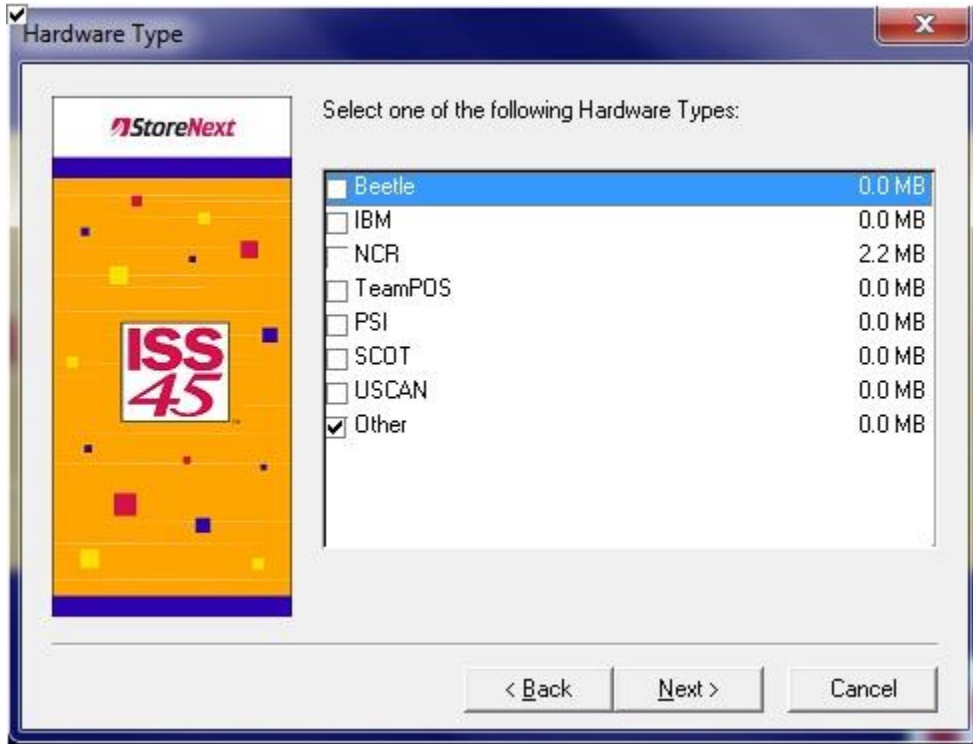 Hardware Type
StoreNext
Select one of the following Hardware Types:
Beetle 0.0 MB
IBM 0.0 MB
NCR 2.2 MB
TeamPOS 0.0 MB
PSI 0.0 MB
SCOT 0.0 MB
USCAN 0.0 MB
Other 0.0 MB
ISS
45
< Back Next > Cancel